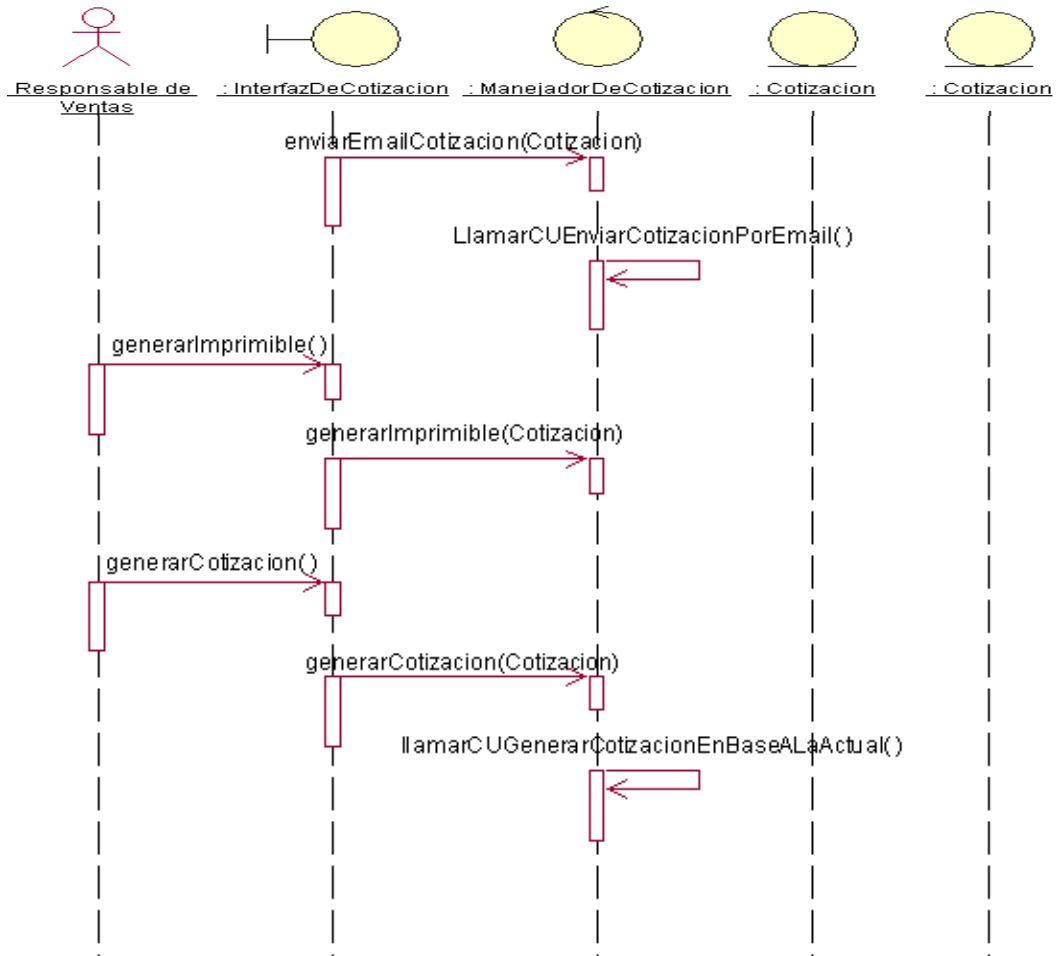 Responsable de
Ventas
: InterfazDeCotizacion
: ManejadorDeCotizacion
: Cotizacion
: Cotizacion
enviarEmailCotizacion(Cotizacion)
LlamarCUEnviarCotizacionPorEmail()
generarImprimible()
generarImprimible(Cotizacion)
generarCotizacion()
generarCotizacion(Cotizacion)
llamarCUGenerarCotizacionEnBaseALaActual()